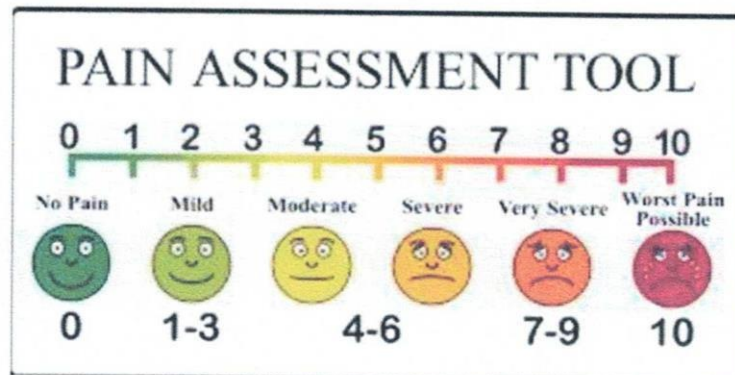 PAIN ASSESSMENT TOOL
0 1 2 3 4 5 6 7 8 9 10
No Pain Mild Moderate Severe Very Severe Worst Pain
Possible
0 1-3 4-6 7-9 10